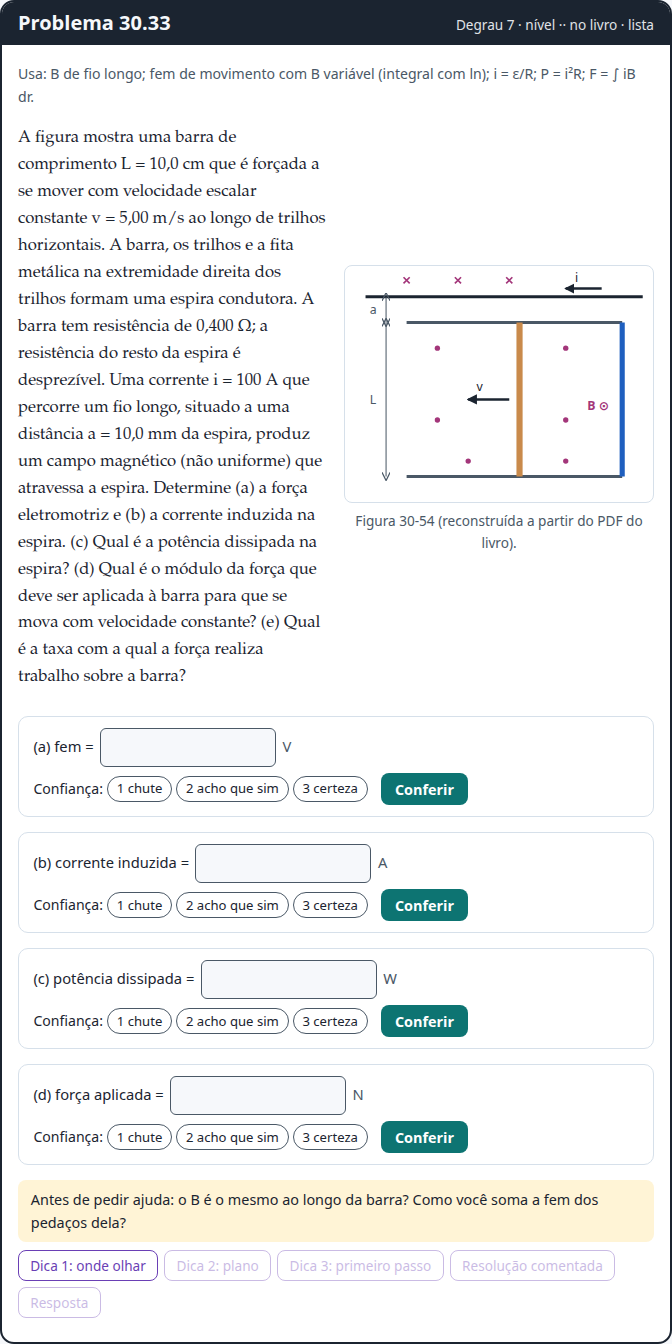 Problema 30.33
Degrau 7 · nível ·· no livro · lista
Usa: B de fio longo; fem de movimento com B variável (integral com ln); i = ε/R; P = i²R; F = ∫ iB
dr.
A figura mostra uma barra de
comprimento L = 10,0 cm que é forçada a
se mover com velocidade escalar
constante v = 5,00 m/s ao longo de trilhos
horizontais. A barra, os trilhos e a fita
metálica na extremidade direita dos
trilhos formam uma espira condutora. A
barra tem resistência de 0,400 Ω; a
resistência do resto da espira é
desprezível. Uma corrente i = 100 A que
percorre um fio longo, situado a uma
distância a = 10,0 mm da espira, produz
um campo magnético (não uniforme) que
atravessa a espira. Determine (a) a força
eletromotriz e (b) a corrente induzida na
espira. (c) Qual é a potência dissipada na
espira? (d) Qual é o módulo da força que
deve ser aplicada à barra para que se
mova com velocidade constante? (e) Qual
é a taxa com a qual a força realiza
trabalho sobre a barra?
i
a
v
L
B ⊙
Figura 30-54 (reconstruída a partir do PDF do
livro).
(a) fem = V
Confiança: 1 chute 2 acho que sim 3 certeza Conferir
(b) corrente induzida = A
Confiança: 1 chute 2 acho que sim 3 certeza Conferir
(c) potência dissipada = W
Confiança: 1 chute 2 acho que sim 3 certeza Conferir
(d) força aplicada = N
Confiança: 1 chute 2 acho que sim 3 certeza Conferir
Antes de pedir ajuda: o B é o mesmo ao longo da barra? Como você soma a fem dos
pedaços dela?
Dica 1: onde olhar Dica 2: plano Dica 3: primeiro passo Resolução comentada
Resposta